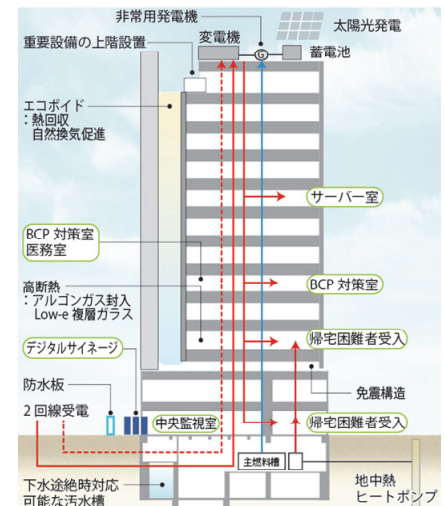 非常用発電機
太陽光発電
変電機
重要設備の上階設置
G
蓄電池
エコボイド
：熱回収
自然換気促進
サーバー室
BCP 対策室
医務室
BCP 対策室
高断熱
：アルゴンガス封入
Low-e 複層ガラス
帰宅困難者受入
デジタルサイネージ
免震構造
防水板
2 回線受電
中央監視室
帰宅困難者受入
主燃料槽
下水途絶時対応
可能な汚水槽
地中熱
ヒートポンプ